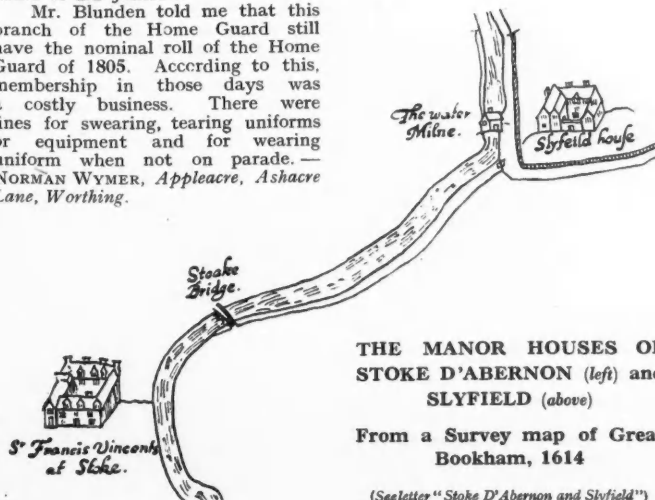 Mr. Blunden told me that this
branch of the Home Guard still
have the nominal roll of the Home
Guard of 1805. According to this,
membership in those days was
a costly business. There were
fines for swearing, tearing uniforms
or equipment and for wearing
uniform when not on parade.—
NORMAN WYMER, Appleacre, Ashacre
Lane, Worthing.
The water
Milne.
Slyfeild house
Stoake
Bridge.
Sr Francis Vincents
at Stoke.
THE MANOR HOUSES OF
STOKE D'ABERNON (left) and
SLYFIELD (above)
From a Survey map of Great
Bookham, 1614
(See letter "Stoke D'Abernon and Slyfield")